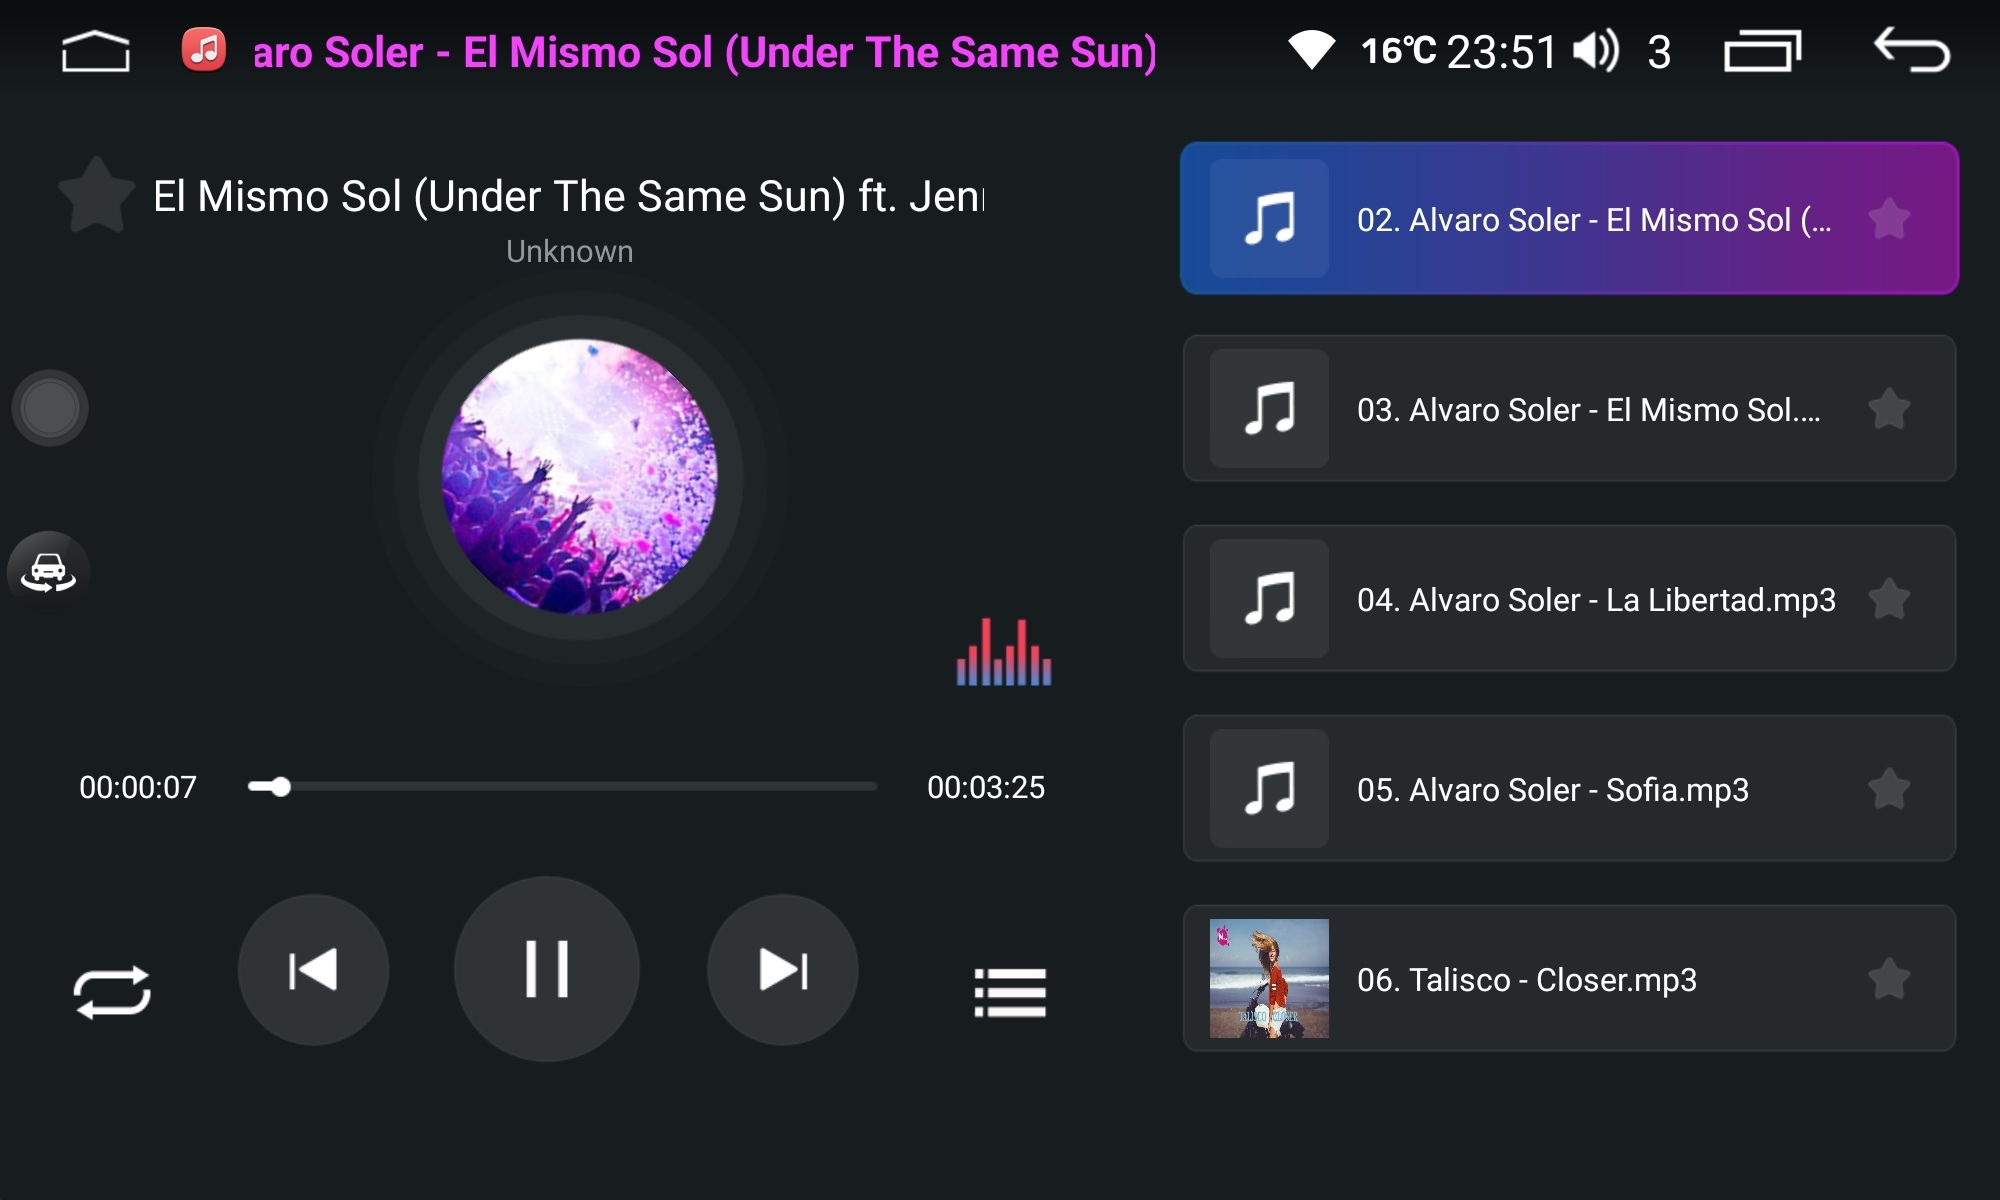 aro Soler - El Mismo Sol (Under The Same Sun)
16°C 23:51 3
El Mismo Sol (Under The Same Sun) ft.
Unknown
00:00:07
00:03:25
02. Alvaro Soler - El Mismo Sol (...
03. Alvaro Soler - El Mismo Sol....
04. Alvaro Soler - La Libertad.mp3
05. Alvaro Soler - Sofia.mp3
TALISCO CLOSER
06. Talisco - Closer.mp3